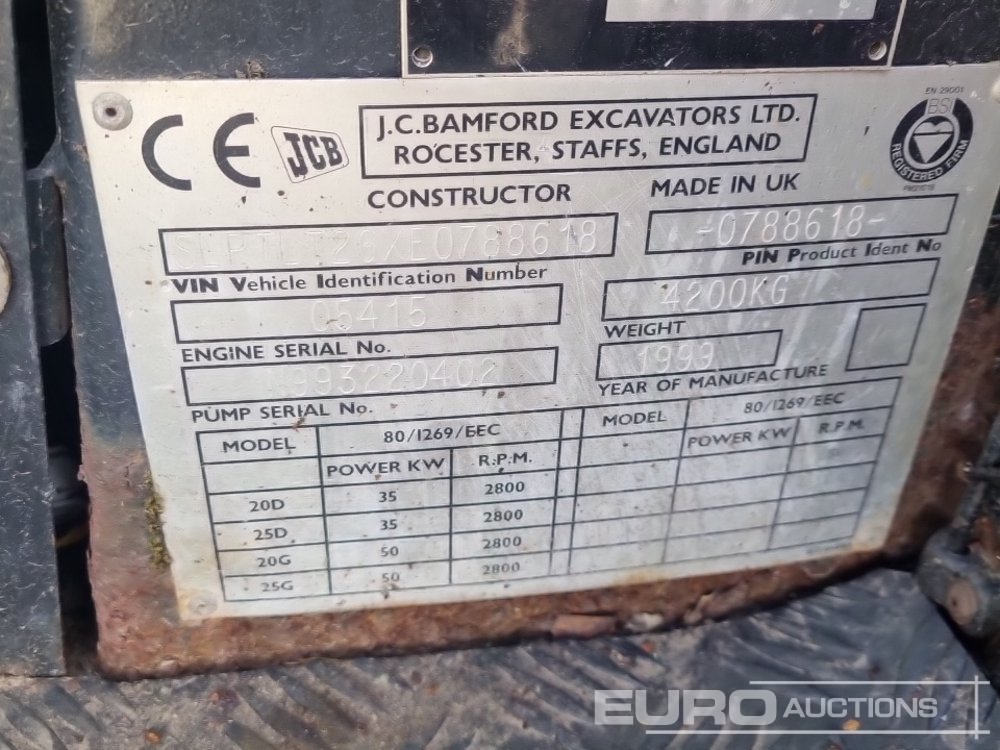 CE JCB J.C.BAMFORD EXCAVATORS LTD.
ROCESTER, STAFFS, ENGLAND
EN 29001
BSI
REGISTERED FIRM
CONSTRUCTOR MADE IN UK
-0788618-
VIN Vehicle Identification Number PIN Product Ident No
05415 4200KG
ENGINE SERIAL No. WEIGHT
993220402 1999
PUMP SERIAL No. YEAR OF MANUFACTURE
MODEL 80/1269/EEC MODEL 80/1269/EEC
POWER KW R.P.M. POWER KW R.P.M.
20D 35 2800
25D 35 2800
20G 50 2800
25G 50 2800
EURO AUCTIONS